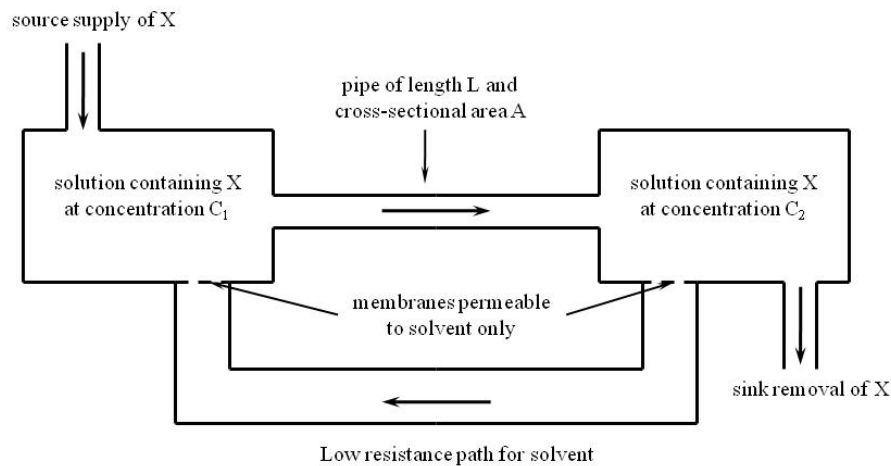 source supply of X
pipe of length L and
cross-sectional area A
solution containing X
at concentration C₁
solution containing X
at concentration C₂
membranes permeable
to solvent only
sink removal of X
Low resistance path for solvent